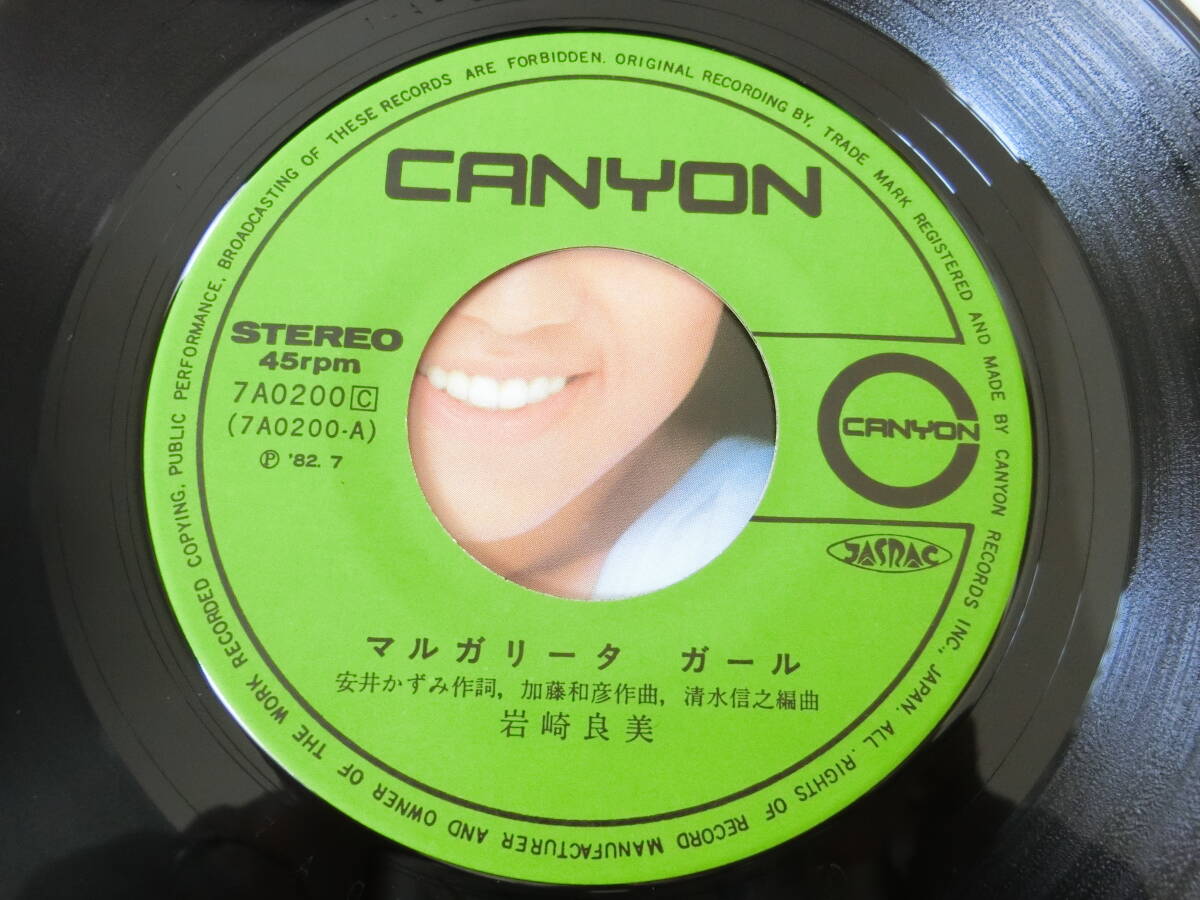 CANYON
STEREO
45rpm
7A0200 C
(7A0200-A)
Ⓟ '82. 7
CANYON
JASRAC
マルガリータ ガール
安井かずみ作詞, 加藤和彦作曲, 清水信之編曲
岩崎良美
ORIGINAL RECORDING BY, TRADE MARK REGISTERED AND MADE BY CANYON RECORDS INC., JAPAN. ALL RIGHTS OF RECORD MANUFACTURER AND OWNER OF THE WORK RECORDED COPYING, PUBLIC PERFORMANCE, BROADCASTING OF THESE RECORDS ARE FORBIDDEN.